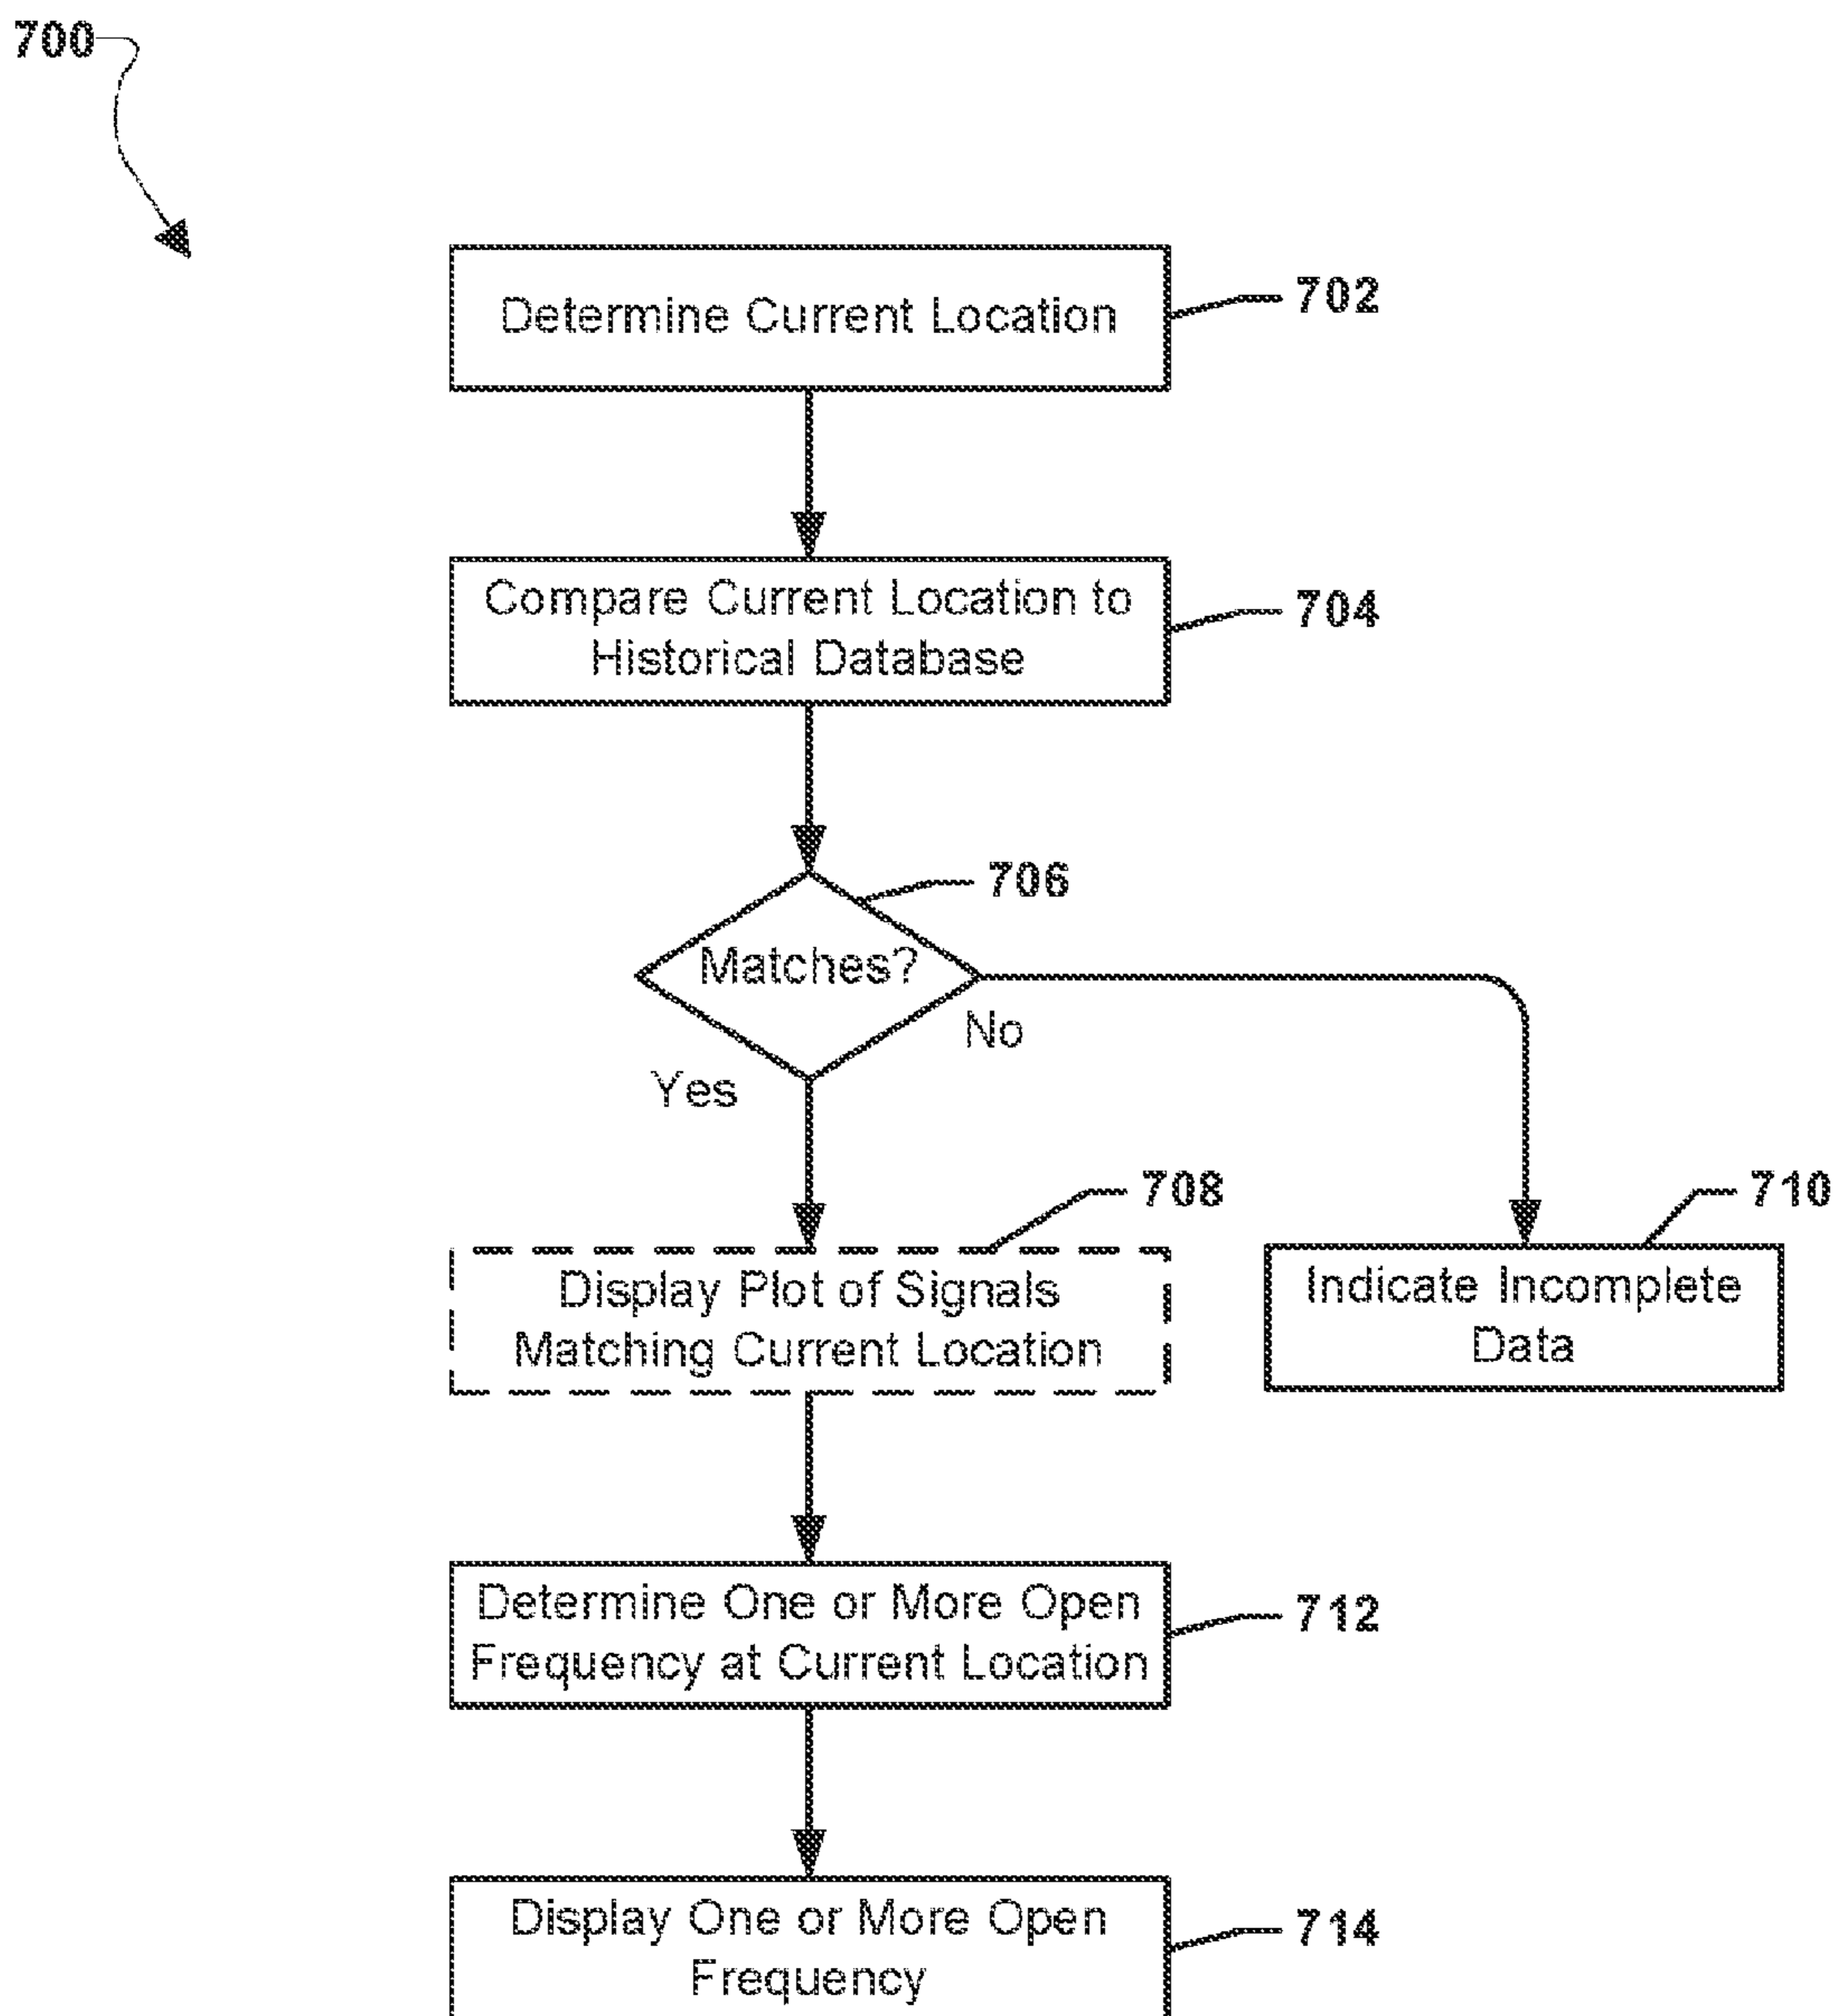 700
Determine Current Location
702
Compare Current Location to
Historical Database
704
706
Matches?
No
Yes
708
710
Display Plot of Signals
Matching Current Location
Indicate Incomplete
Data
Determine One or More Open
Frequency at Current Location
712
Display One or More Open
Frequency
714